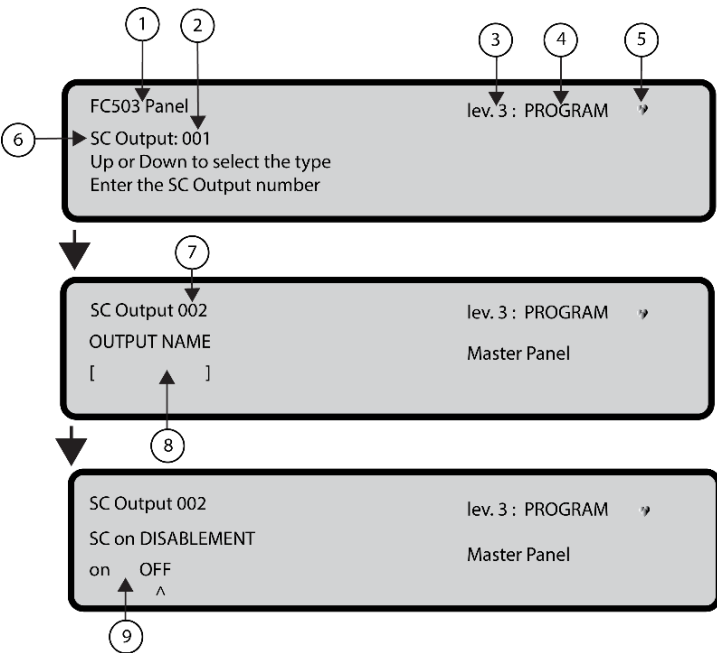 1 2 3 4 5
FC503 Panel lev. 3 : PROGRAM
6 SC Output: 001
Up or Down to select the type
Enter the SC Output number
7
SC Output 002 lev. 3 : PROGRAM
OUTPUT NAME
Master Panel
[ ]
8
SC Output 002 lev. 3 : PROGRAM
SC on DISABLEMENT
Master Panel
on OFF
^
9